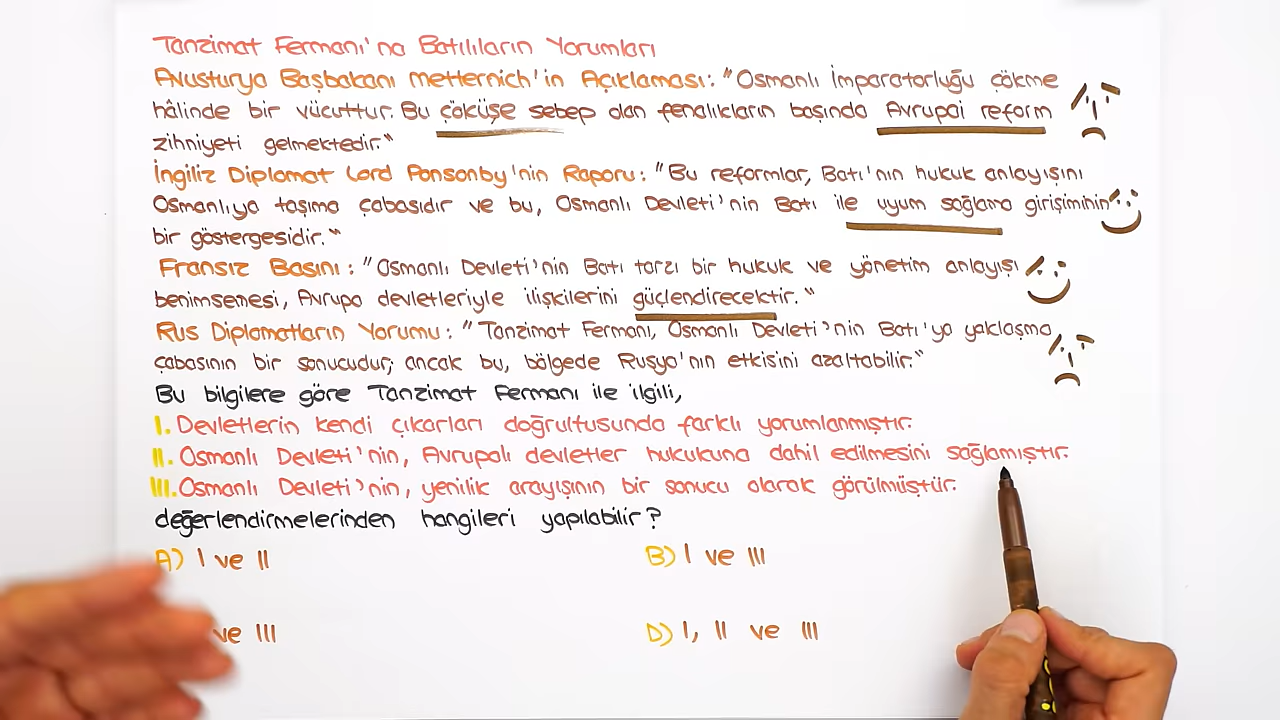 Tanzimat Fermanı'na Batılıların Yorumları
Avusturya Başbakanı Metternich'in Açıklaması: "Osmanlı İmparatorluğu çökme
hâlinde bir vücuttur. Bu çöküşe sebep olan fenalıkların başında Avrupai reform
zihniyeti gelmektedir."
İngiliz Diplomat Lord Ponsonby'nin Raporu: "Bu reformlar, Batı'nın hukuk anlayışını
Osmanlıya taşıma çabasıdır ve bu, Osmanlı Devleti'nin Batı ile uyum sağlama girişiminin
bir göstergesidir."
Fransız Basını: "Osmanlı Devleti'nin Batı tarzı bir hukuk ve yönetim anlayışı
benimsemesi, Avrupa devletleriyle ilişkilerini güçlendirecektir."
Rus Diplomatların Yorumu: "Tanzimat Fermanı, Osmanlı Devleti'nin Batı'ya yaklaşma
çabasının bir sonucudur; ancak bu, bölgede Rusya'nın etkisini azaltabilir."
Bu bilgilere göre Tanzimat Fermanı ile ilgili,
I. Devletlerin kendi çıkarları doğrultusunda farklı yorumlanmıştır.
II. Osmanlı Devleti'nin, Avrupalı devletler hukukuna dahil edilmesini sağlamıştır.
III. Osmanlı Devleti'nin, yenilik arayışının bir sonucu olarak görülmüştür.
değerlendirmelerinden hangileri yapılabilir?
A) I ve II
B) I ve III
ve III
D) I, II ve III